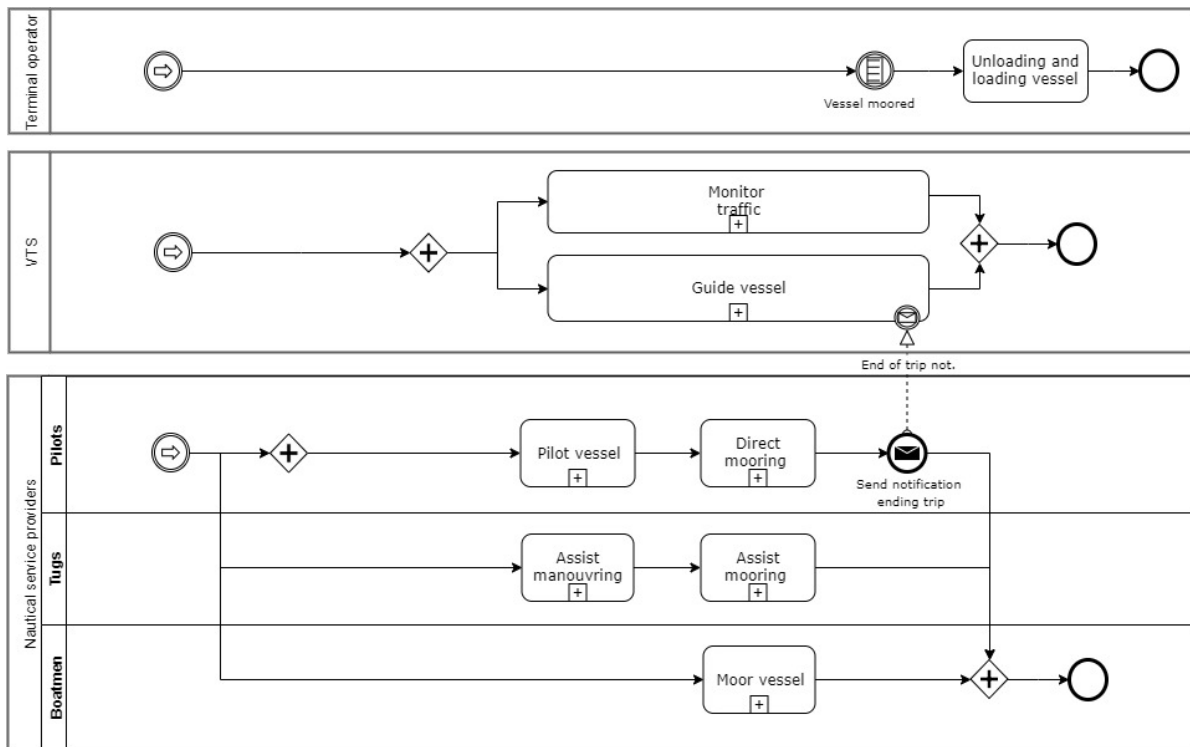 Terminal operator
Vessel moored
Unloading and
loading vessel
VTS
Monitor
traffic
Guide vessel
End of trip not.
Nautical service providers
Pilots
Pilot vessel
Direct
mooring
Send notification
ending trip
Tugs
Assist
manouvring
Assist
mooring
Boatmen
Moor vessel